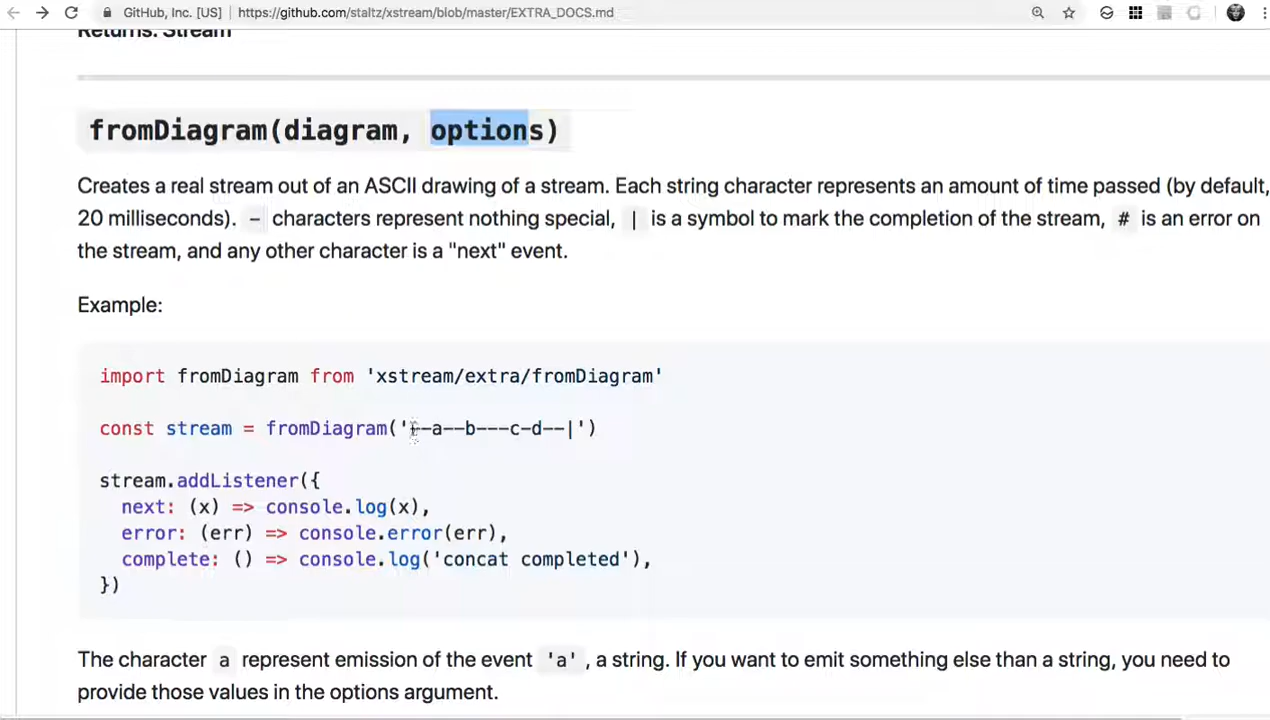 GitHub, Inc. [US] https://github.com/staltz/xstream/blob/master/EXTRA_DOCS.md
Returns: Stream
fromDiagram(diagram, options)
Creates a real stream out of an ASCII drawing of a stream. Each string character represents an amount of time passed (by default,
20 milliseconds). - characters represent nothing special, | is a symbol to mark the completion of the stream, # is an error on
the stream, and any other character is a "next" event.
Example:
import fromDiagram from 'xstream/extra/fromDiagram'
const stream = fromDiagram('--a--b---c-d--|')
stream.addListener({
next: (x) => console.log(x),
error: (err) => console.error(err),
complete: () => console.log('concat completed'),
})
The character a represent emission of the event 'a', a string. If you want to emit something else than a string, you need to
provide those values in the options argument.